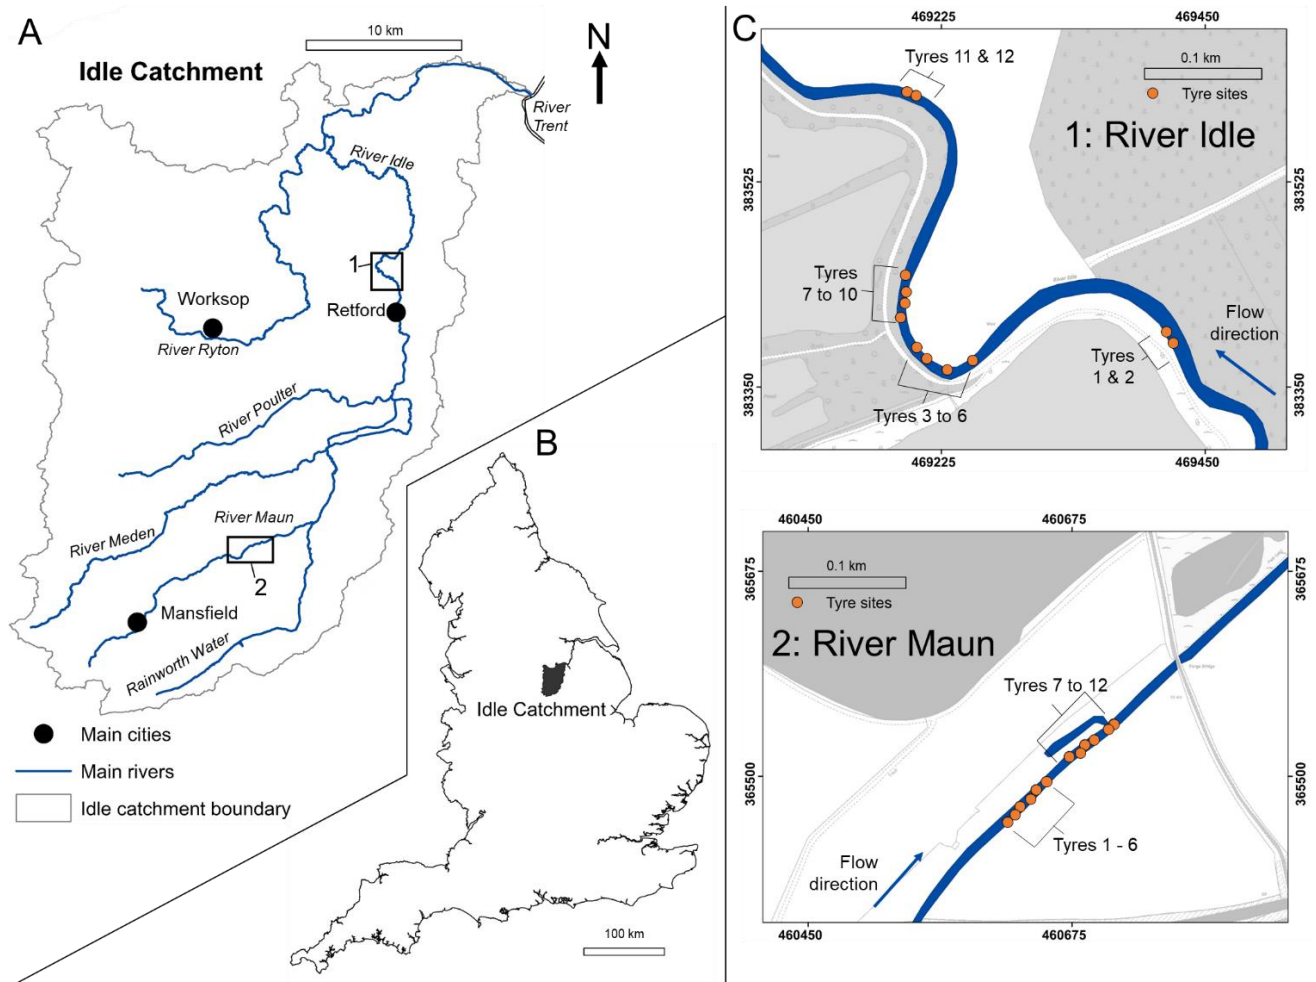 A
10 km
Idle Catchment
N
River
Trent
River Idle
1
Worksop
Retford
River Ryton
River Poulter
River Maun
River Meden
2
Mansfield
Rainworth Water
Main cities
Main rivers
Idle catchment boundary
B
Idle Catchment
100 km
C
469225
469450
Tyres 11 & 12
0.1 km
Tyre sites
1: River Idle
383525
383525
River Idle
Tyres
7 to 10
Flow
direction
Tyres
1 & 2
383350
383350
Tyres 3 to 6
469225
469450
460450
460675
365675
365675
0.1 km
Tyre sites
2: River Maun
Forge Bridge
Tyres 7 to 12
365500
365500
Tyres 1 - 6
Flow
direction
460450
460675